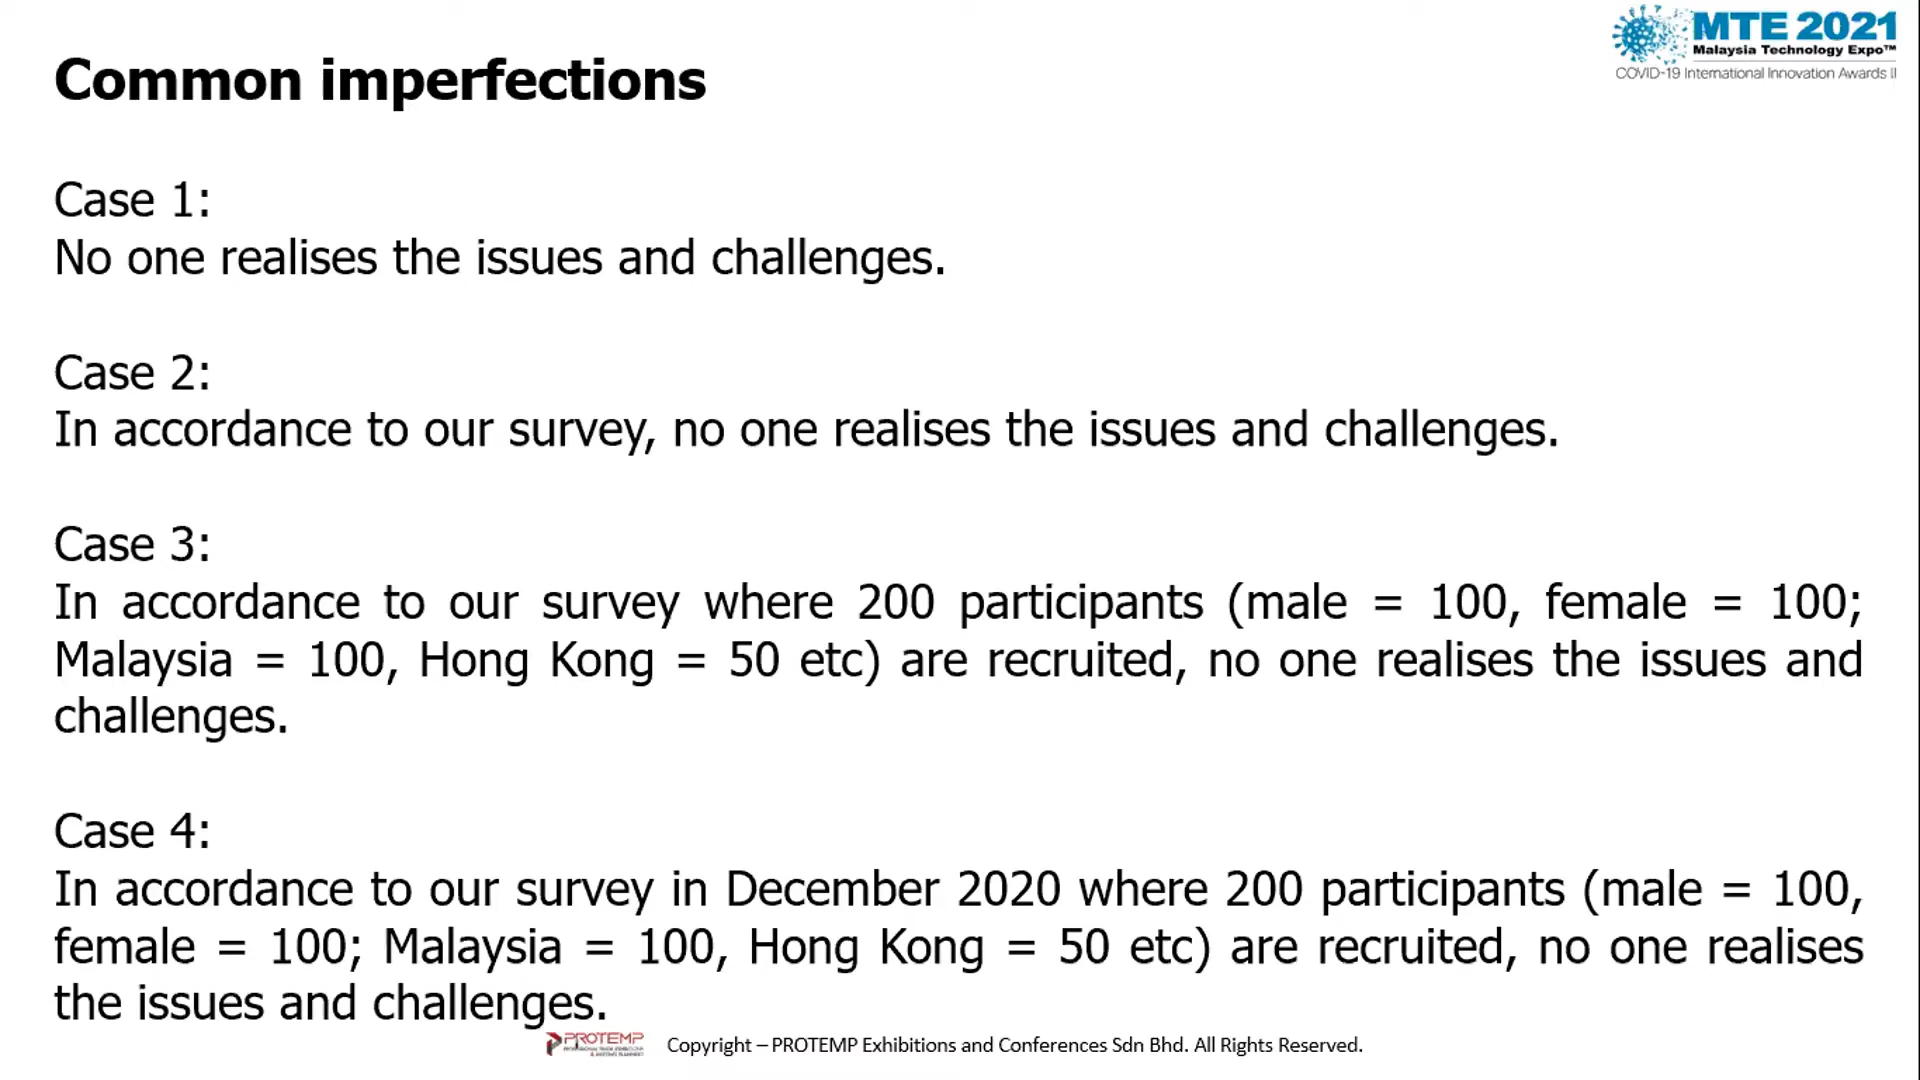 MTE 2021
Malaysia Technology Expo™
COVID-19 International Innovation Awards II
Common imperfections
Case 1:
No one realises the issues and challenges.
Case 2:
In accordance to our survey, no one realises the issues and challenges.
Case 3:
In accordance to our survey where 200 participants (male = 100, female = 100;
Malaysia = 100, Hong Kong = 50 etc) are recruited, no one realises the issues and
challenges.
Case 4:
In accordance to our survey in December 2020 where 200 participants (male = 100,
female = 100; Malaysia = 100, Hong Kong = 50 etc) are recruited, no one realises
the issues and challenges.
PROTEMP
Copyright – PROTEMP Exhibitions and Conferences Sdn Bhd. All Rights Reserved.